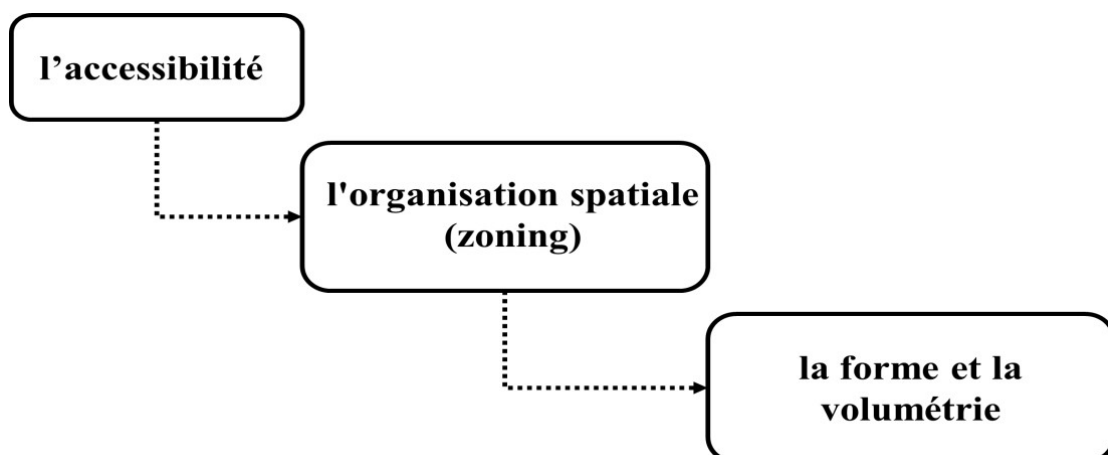 l’accessibilité
l'organisation spatiale
(zoning)
la forme et la
volumétrie